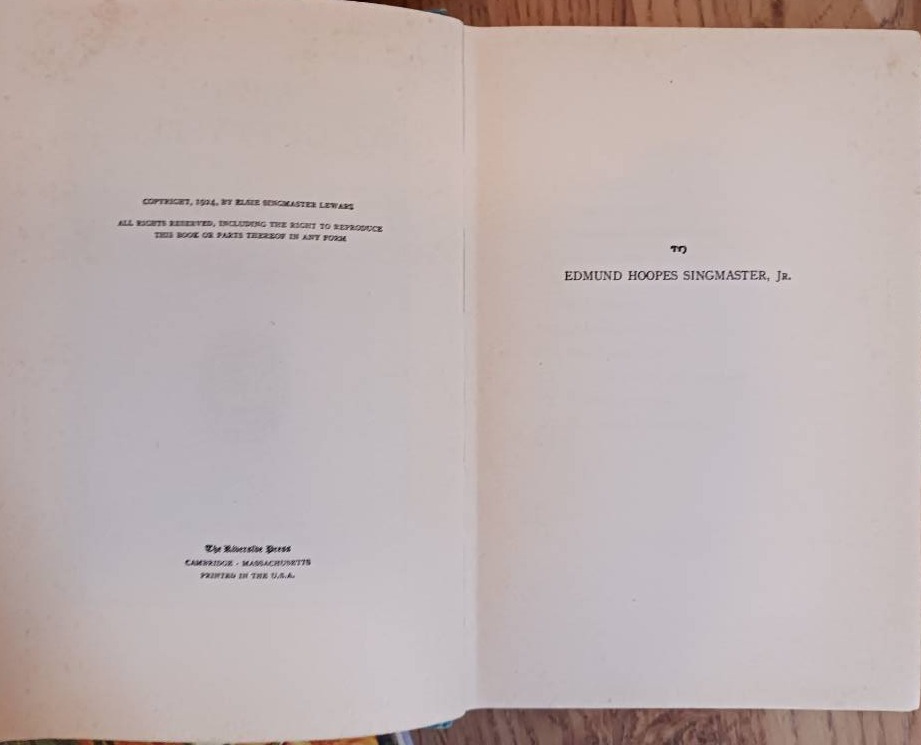 COPYRIGHT, 1924, BY ELSIE SINGMASTER LEWARS
ALL RIGHTS RESERVED, INCLUDING THE RIGHT TO REPRODUCE
THIS BOOK OR PARTS THEREOF IN ANY FORM
The Riverside Press
CAMBRIDGE · MASSACHUSETTS
PRINTED IN THE U.S.A.
TO
EDMUND HOOPES SINGMASTER, JR.